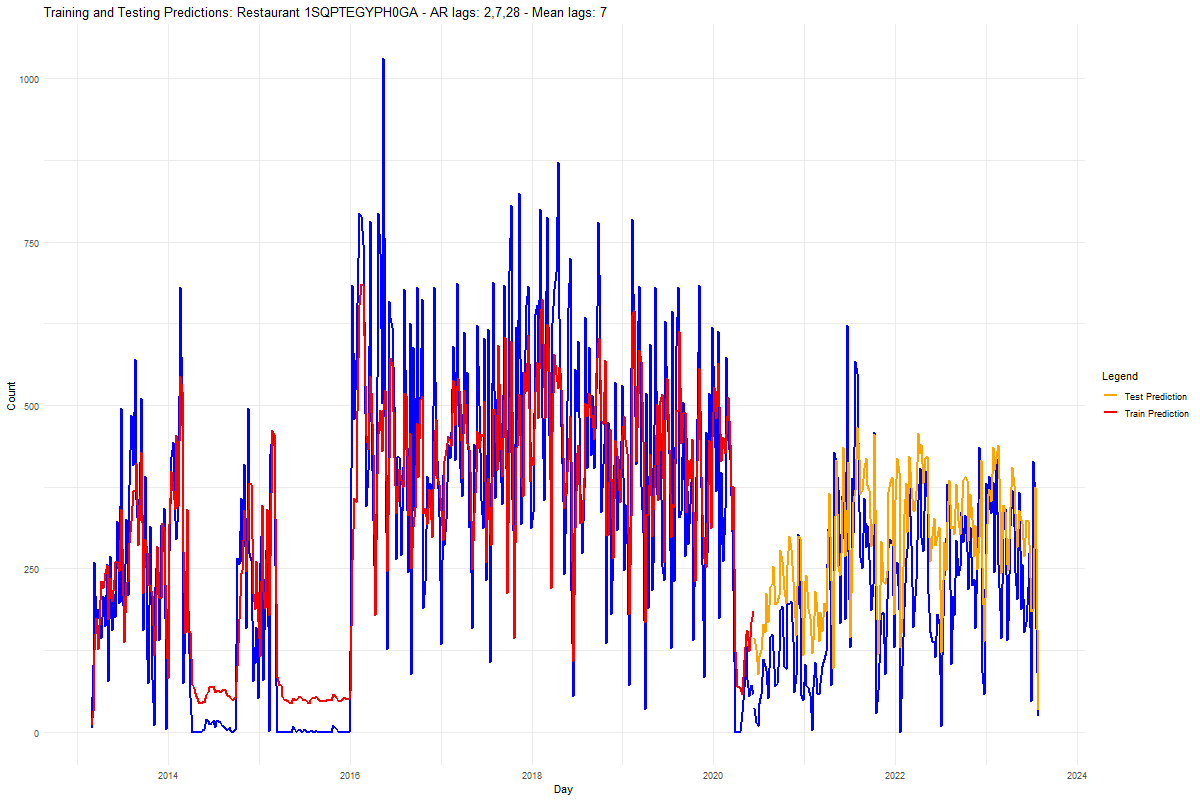 Training and Testing Predictions: Restaurant 1SQPTEGYPH0GA - AR lags: 2,7,28 - Mean lags: 7
1000
750
500
250
0
Count
2014
2016
2018
2020
2022
2024
Day
Legend
Test Prediction
Train Prediction